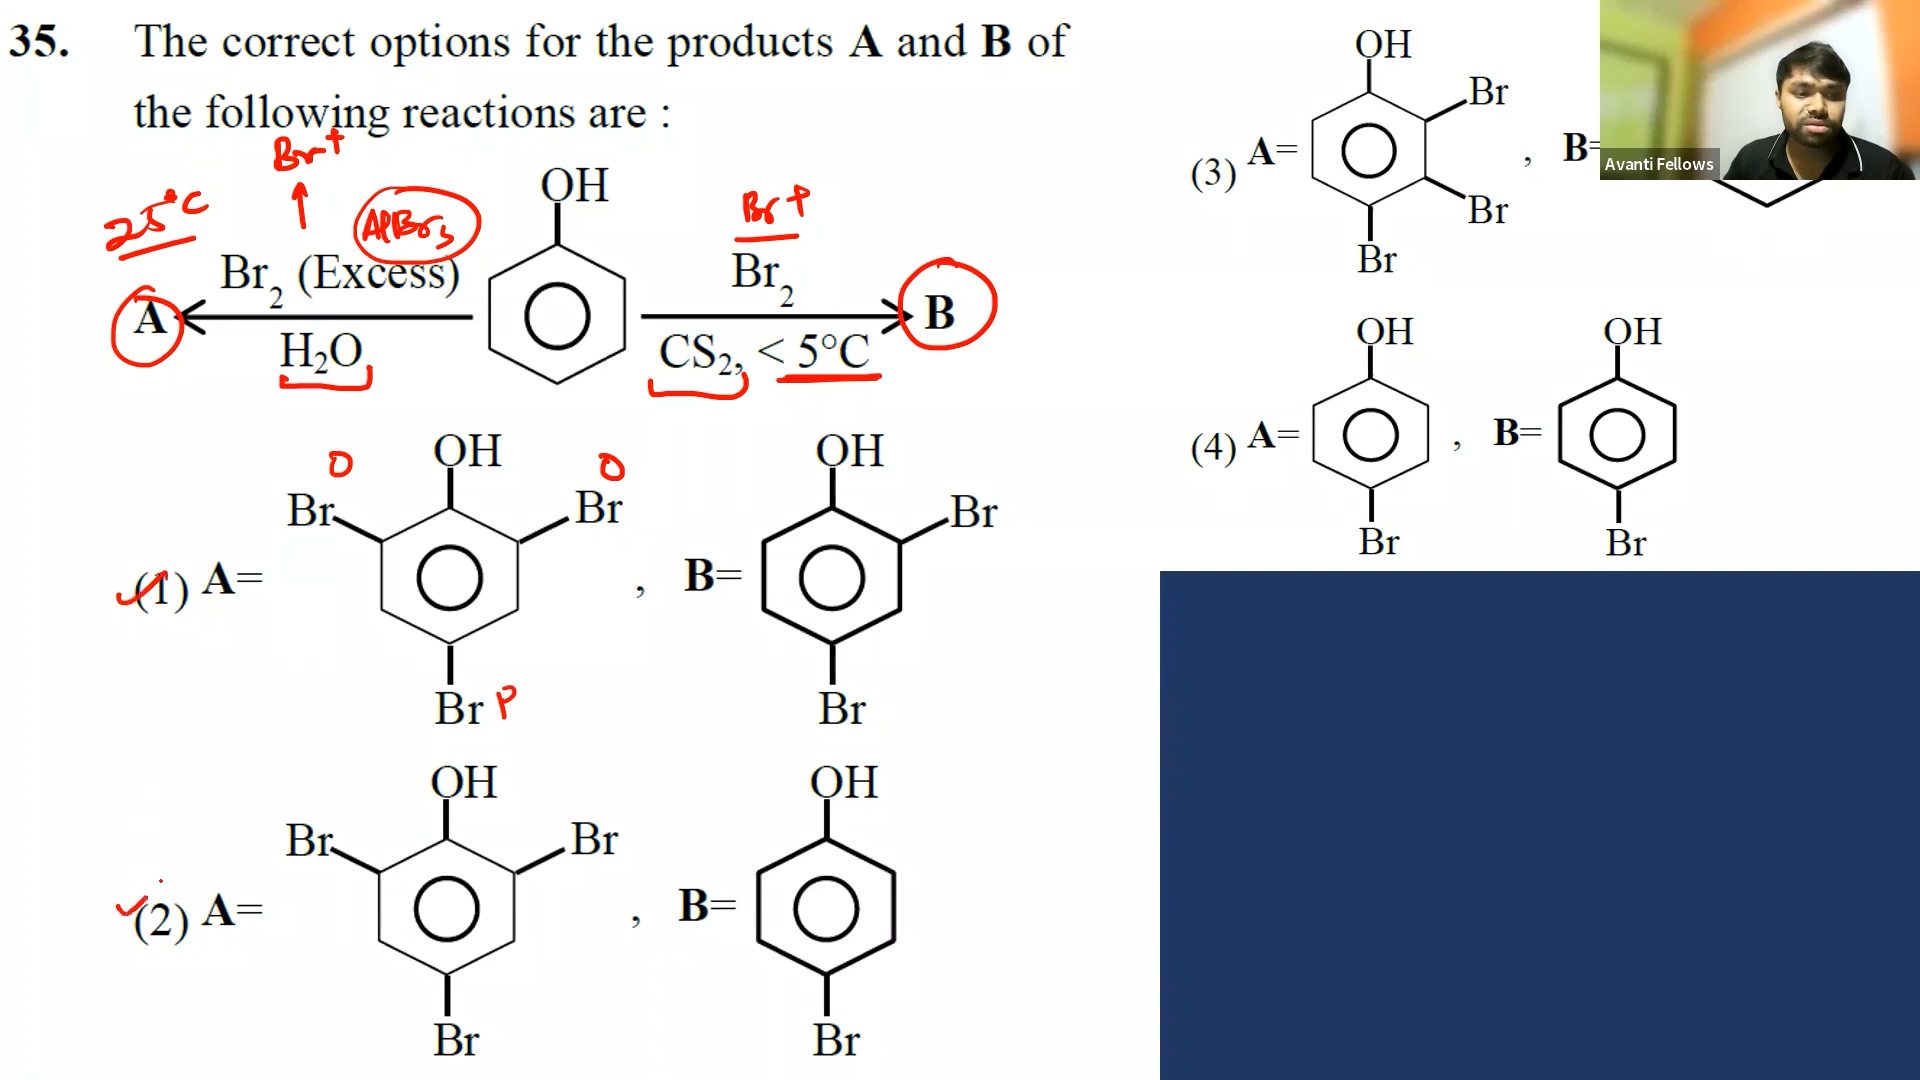 35. The correct options for the products A and B of
the following reactions are :
Br+
25°C
AlBr3
OH
Br+
Br2 (Excess)
Br2
A
B
H2O
CS2, < 5°C
O
OH
O
Br
Br
(1) A=
Br P
,
B=
OH
Br
Br
(2) A=
OH
Br
Br
Br
,
B=
OH
Br
(3) A=
OH
Br
Br
Br
,
B=
Avanti Fellows
(4) A=
OH
Br
,
B=
OH
Br